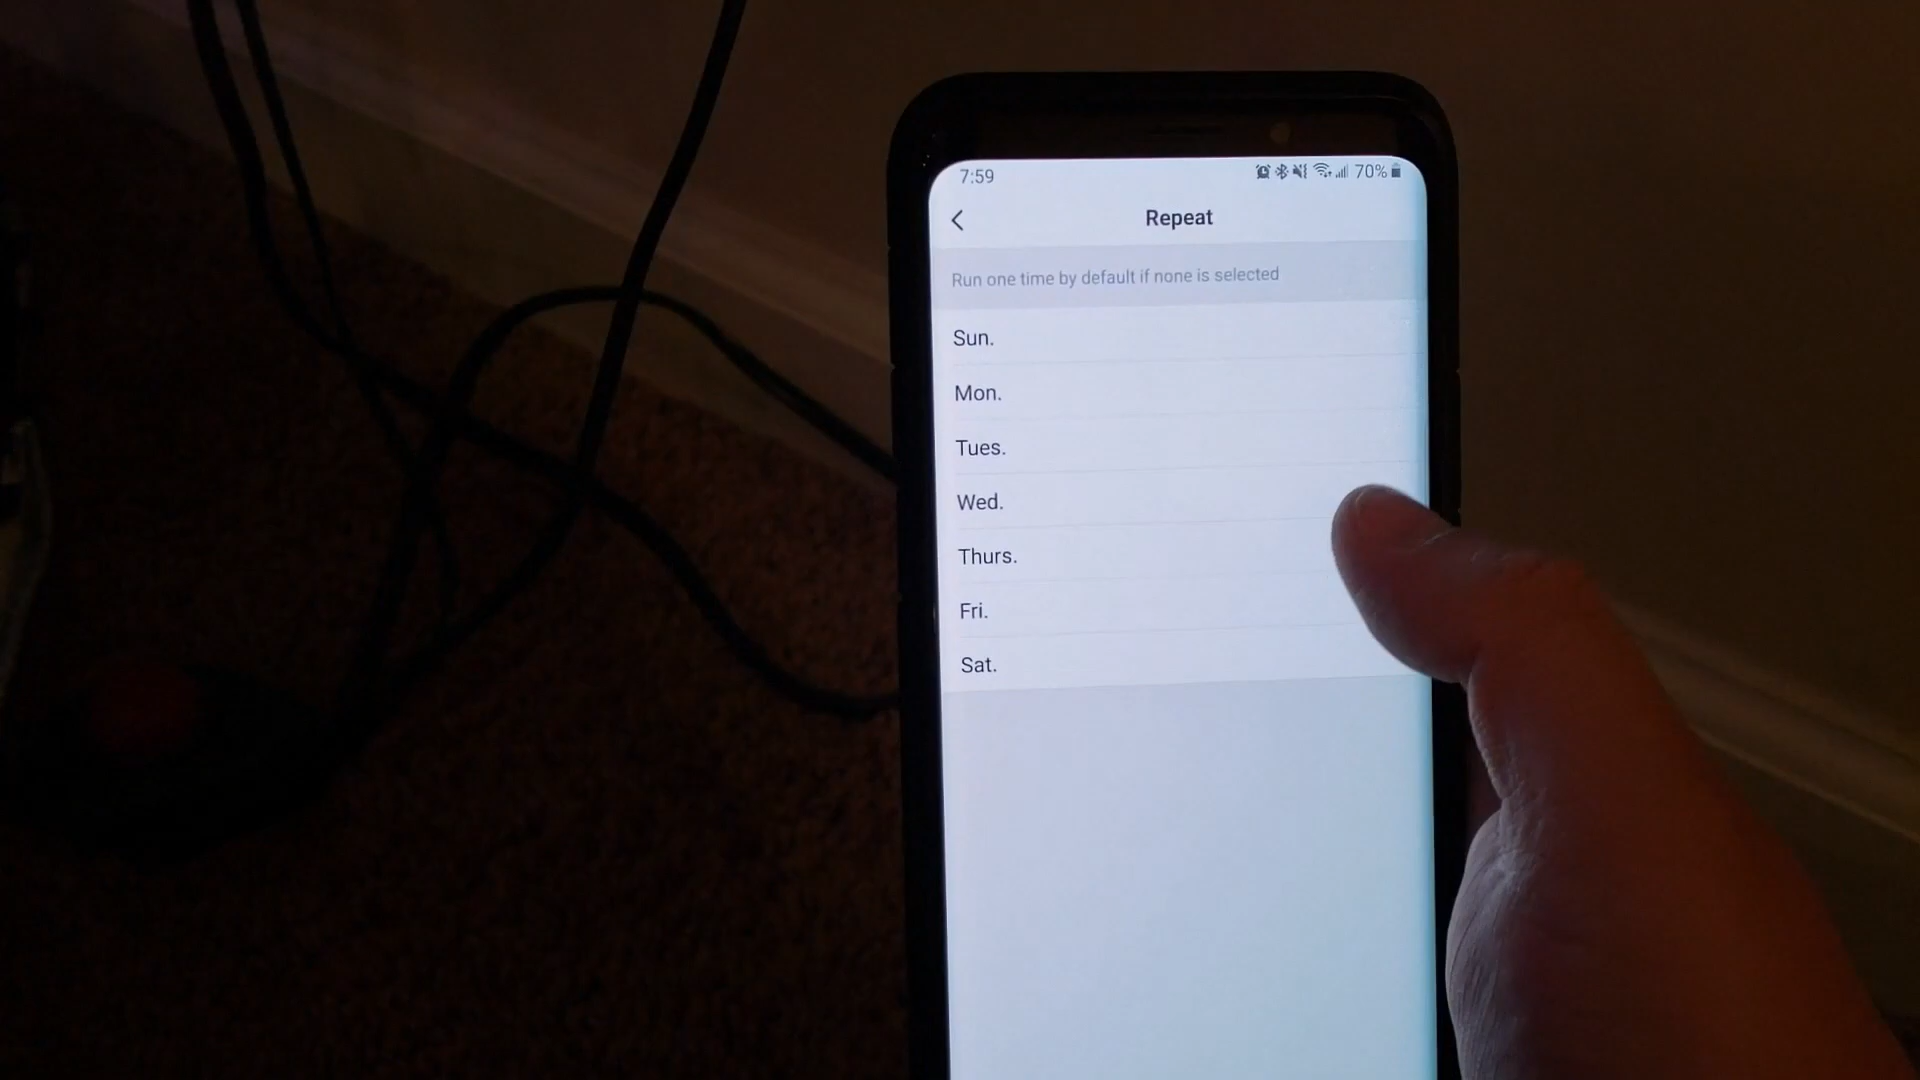 7:59 70%
Repeat
Run one time by default if none is selected
Sun.
Mon.
Tues.
Wed.
Thurs.
Fri.
Sat.